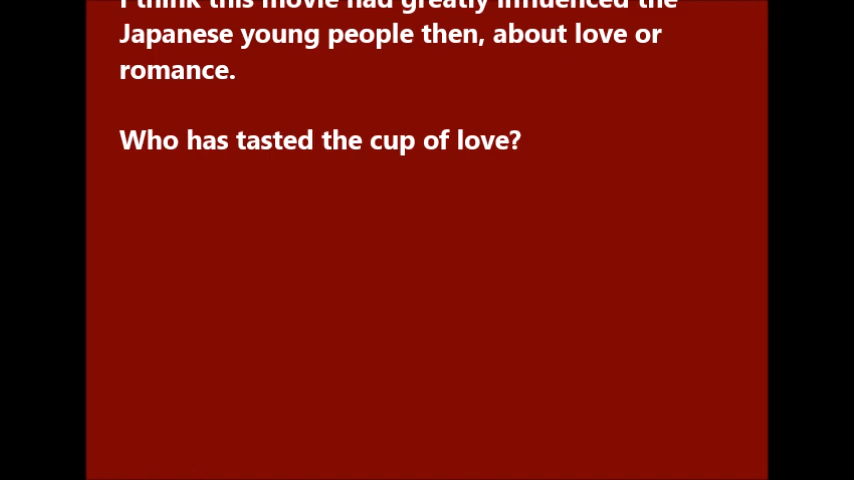 I think this movie had greatly influenced the
Japanese young people then, about love or
romance.
Who has tasted the cup of love?